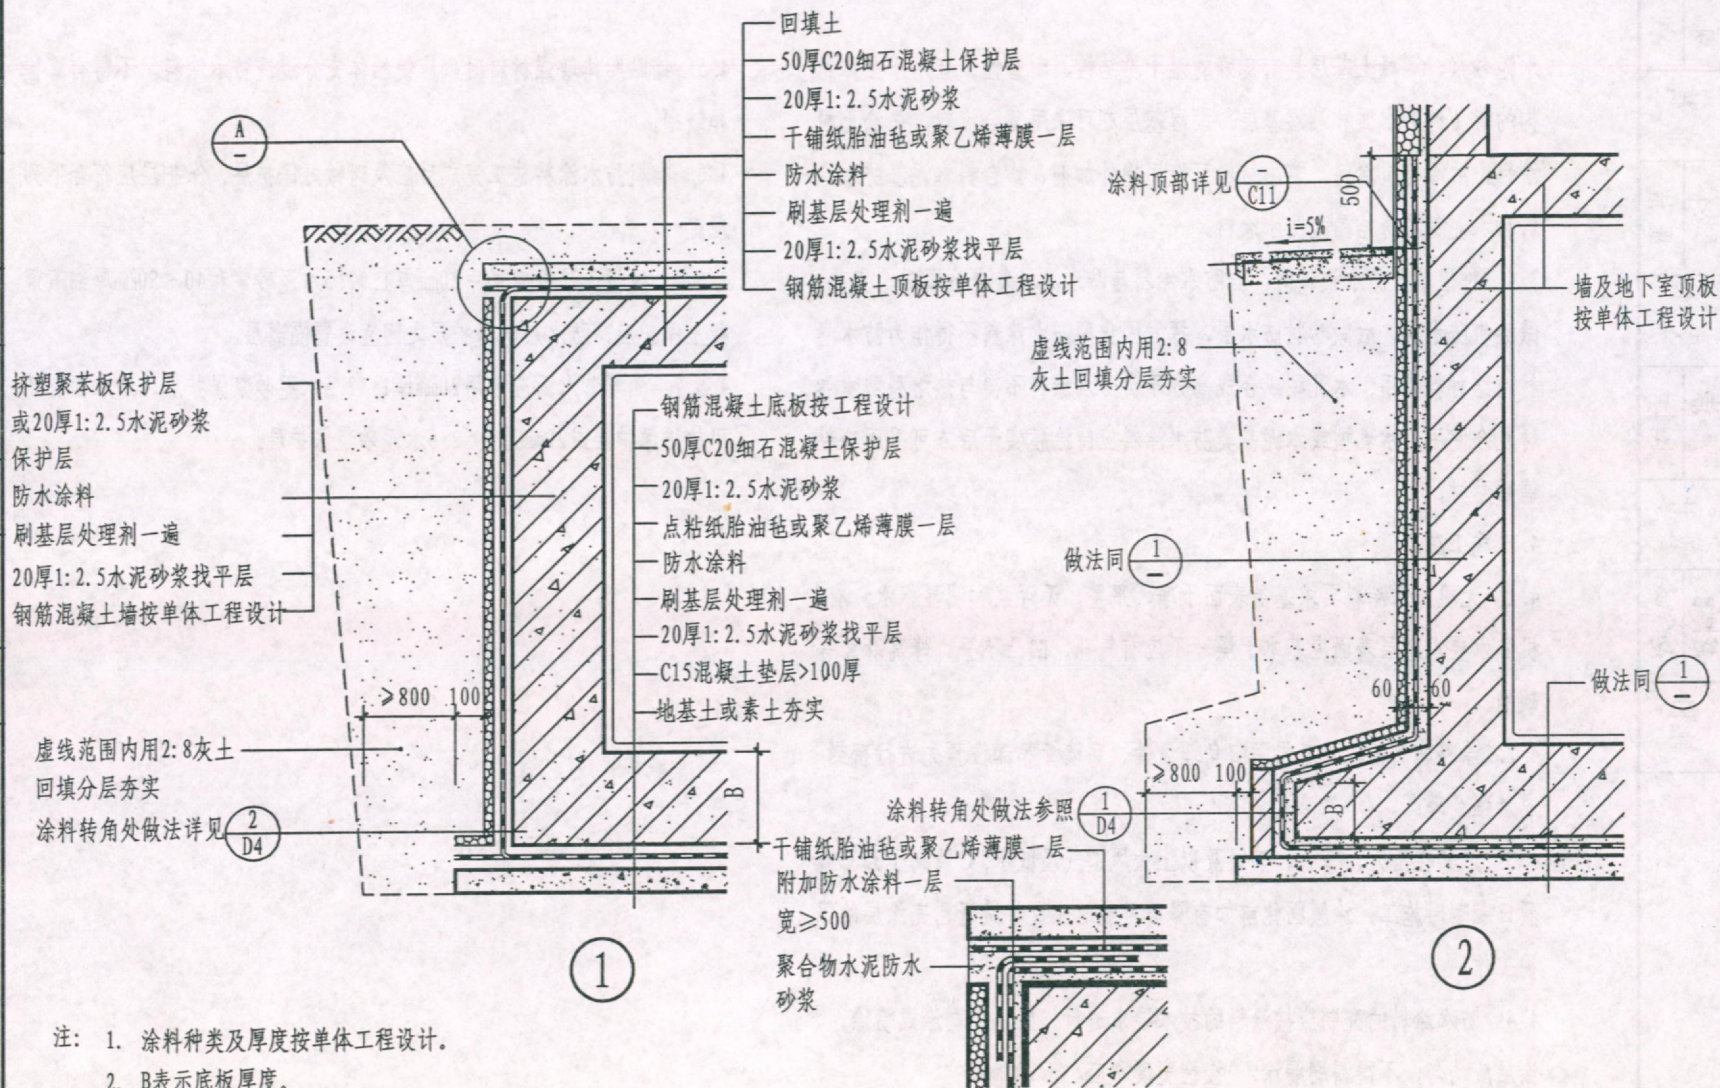 回填土
50厚C20细石混凝土保护层
20厚1:2.5水泥砂浆
干铺纸胎油毡或聚乙烯薄膜一层
防水涂料
刷基层处理剂一遍
20厚1:2.5水泥砂浆找平层
钢筋混凝土顶板按单体工程设计
A
—
挤塑聚苯板保护层
或20厚1:2.5水泥砂浆
保护层
防水涂料
刷基层处理剂一遍
20厚1:2.5水泥砂浆找平层
钢筋混凝土墙按单体工程设计
钢筋混凝土底板按工程设计
50厚C20细石混凝土保护层
20厚1:2.5水泥砂浆
点粘纸胎油毡或聚乙烯薄膜一层
防水涂料
刷基层处理剂一遍
20厚1:2.5水泥砂浆找平层
C15混凝土垫层>100厚
地基土或素土夯实
≥800 100
虚线范围内用2:8灰土
回填分层夯实
涂料转角处做法详见
2
D4
B
1
涂料顶部详见
—
C11
500
i=5%
墙及地下室顶板
按单体工程设计
虚线范围内用2:8
灰土回填分层夯实
做法同
1
—
60 60
做法同
1
—
≥800 100
B
涂料转角处做法参照
1
D4
2
干铺纸胎油毡或聚乙烯薄膜一层
附加防水涂料一层
宽≥500
聚合物水泥防水
砂浆
注: 1. 涂料种类及厚度按单体工程设计。
2. B表示底板厚度。